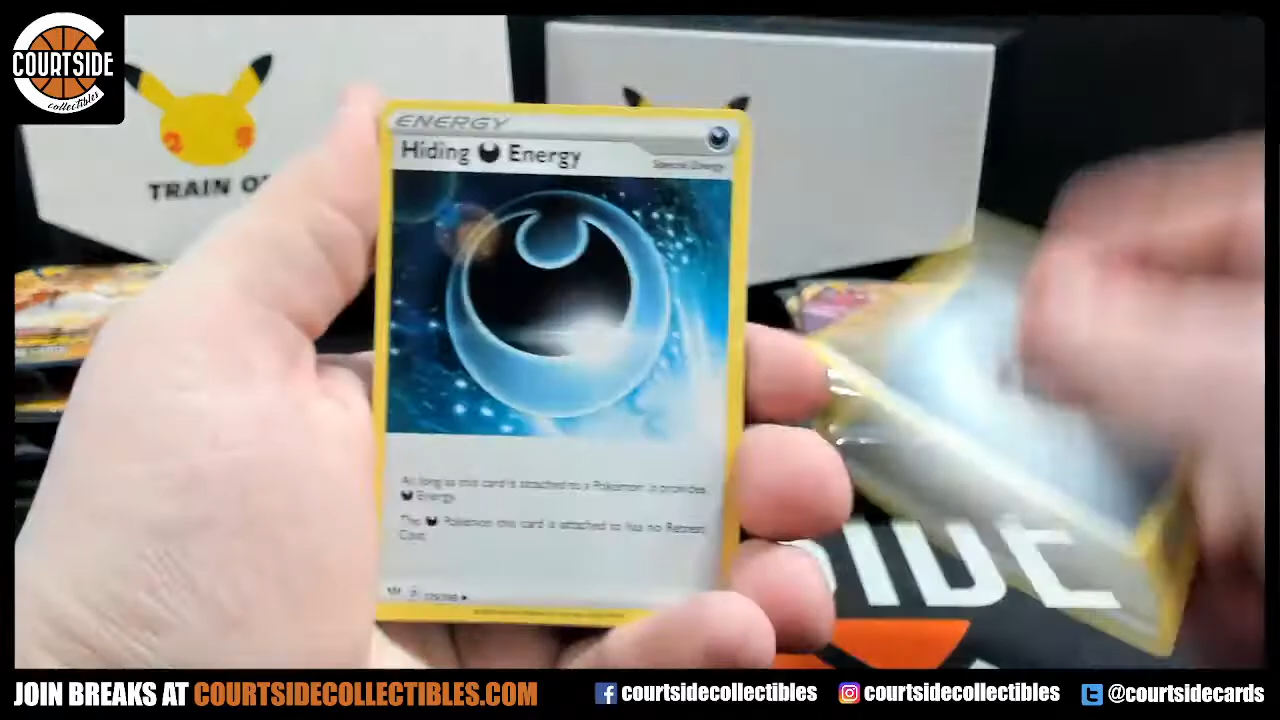 COURTSIDE
collectibles
TRAIN
ENERGY
Hiding Energy
Special Energy
As long as this card is attached to a Pokémon, it provides
Energy.
The Pokémon this card is attached to has no Retreat
Cost.
SIDE
JOIN BREAKS AT COURTSIDECOLLECTIBLES.COM
courtsidecollectibles
courtsidecollectibles
@courtsidecards